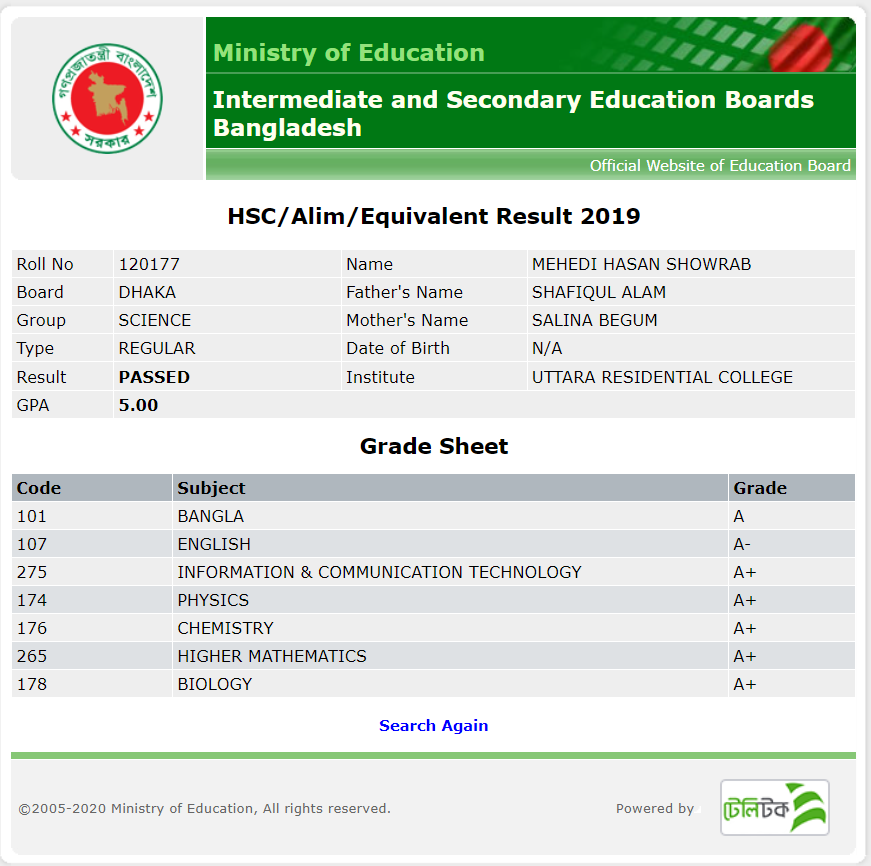 গণপ্রজাতন্ত্রী বাংলাদেশ
সরকার
Ministry of Education
Intermediate and Secondary Education Boards
Bangladesh
Official Website of Education Board
HSC/Alim/Equivalent Result 2019
Roll No 120177 Name MEHEDI HASAN SHOWRAB
Board DHAKA Father's Name SHAFIQUL ALAM
Group SCIENCE Mother's Name SALINA BEGUM
Type REGULAR Date of Birth N/A
Result PASSED Institute UTTARA RESIDENTIAL COLLEGE
GPA 5.00
Grade Sheet
Code Subject Grade
101 BANGLA A
107 ENGLISH A-
275 INFORMATION & COMMUNICATION TECHNOLOGY A+
174 PHYSICS A+
176 CHEMISTRY A+
265 HIGHER MATHEMATICS A+
178 BIOLOGY A+
Search Again
©2005-2020 Ministry of Education, All rights reserved. Powered by টেলিটক